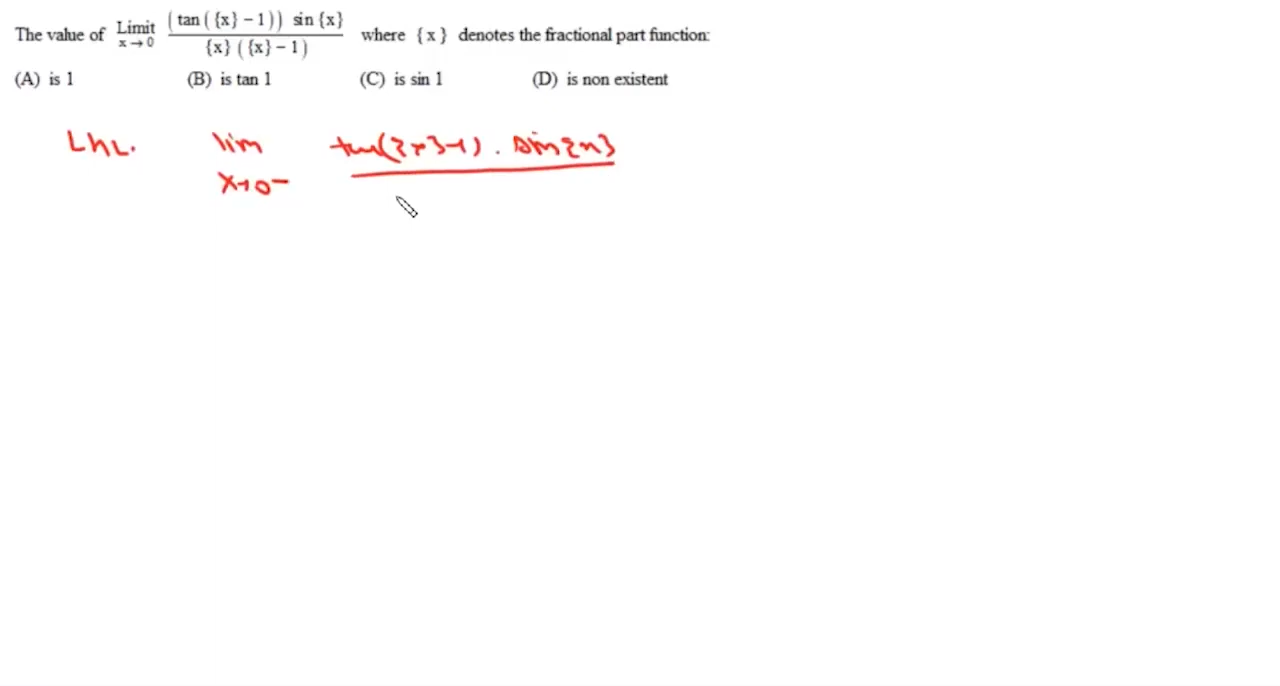 The value of Limit x→0 (tan({x} − 1)) sin{x} / {x} ({x} − 1) where {x} denotes the fractional part function:
(A) is 1 (B) is tan 1 (C) is sin 1 (D) is non existent
LhL. lim x→0− tan({x}-1) . sin{x}